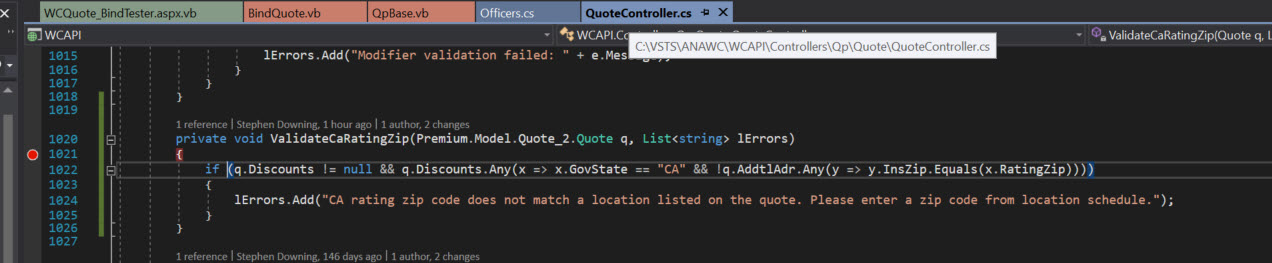 WCQuote_BindTester.aspx.vb BindQuote.vb QpBase.vb Officers.cs QuoteController.cs
WCAPI ValidateCaRatingZip(Quote q, L
C:\VSTS\ANAWC\WCAPI\Controllers\Qp\Quote\QuoteController.cs
1015 lErrors.Add("Modifier validation failed: " + e.Mess
1016 }
1017 }
1018 }
1019
1 reference | Stephen Downing, 1 hour ago | 1 author, 2 changes
1020 private void ValidateCaRatingZip(Premium.Model.Quote_2.Quote q, List<string> lErrors)
1021 {
1022 if (q.Discounts != null && q.Discounts.Any(x => x.GovState == "CA" && !q.AddtlAdr.Any(y => y.InsZip.Equals(x.RatingZip))))
1023 {
1024 lErrors.Add("CA rating zip code does not match a location listed on the quote. Please enter a zip code from location schedule.");
1025 }
1026 }
1027
1 reference | Stephen Downing, 146 days ago | 1 author, 2 changes